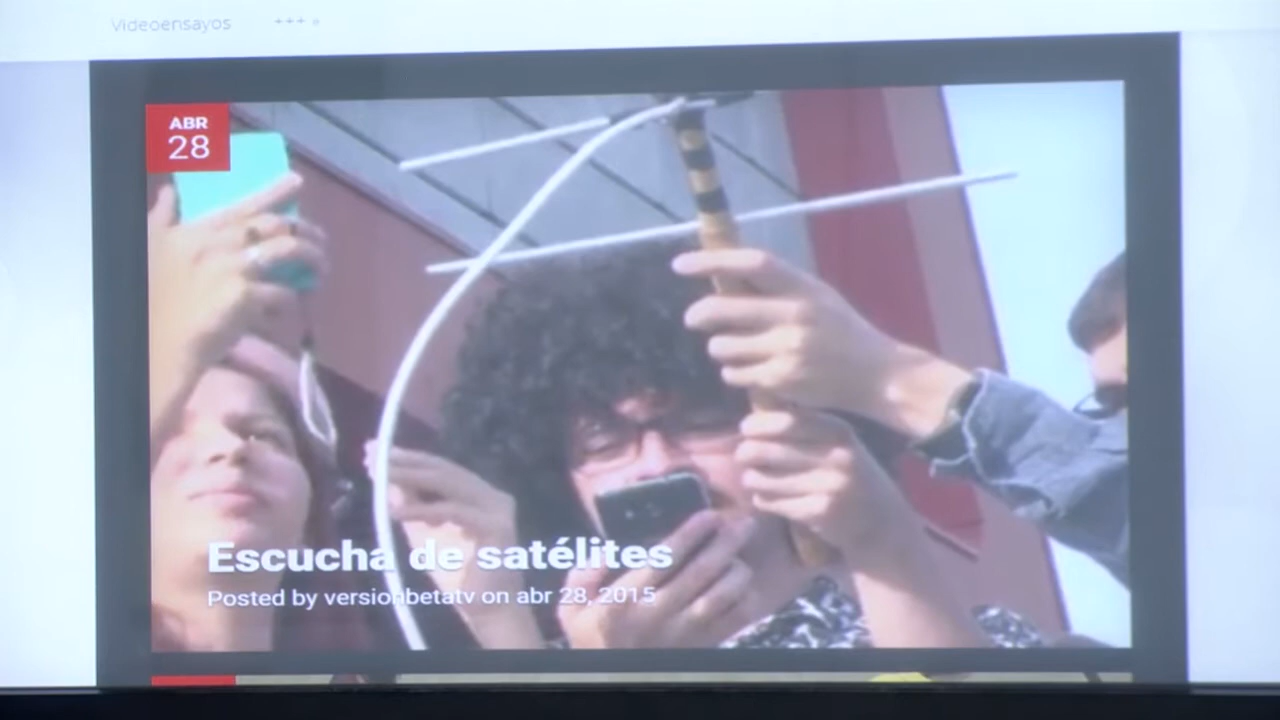 Videoensayos
+++
ABR
28
Escucha de satélites
Posted by versionbetatv on abr 28, 2015